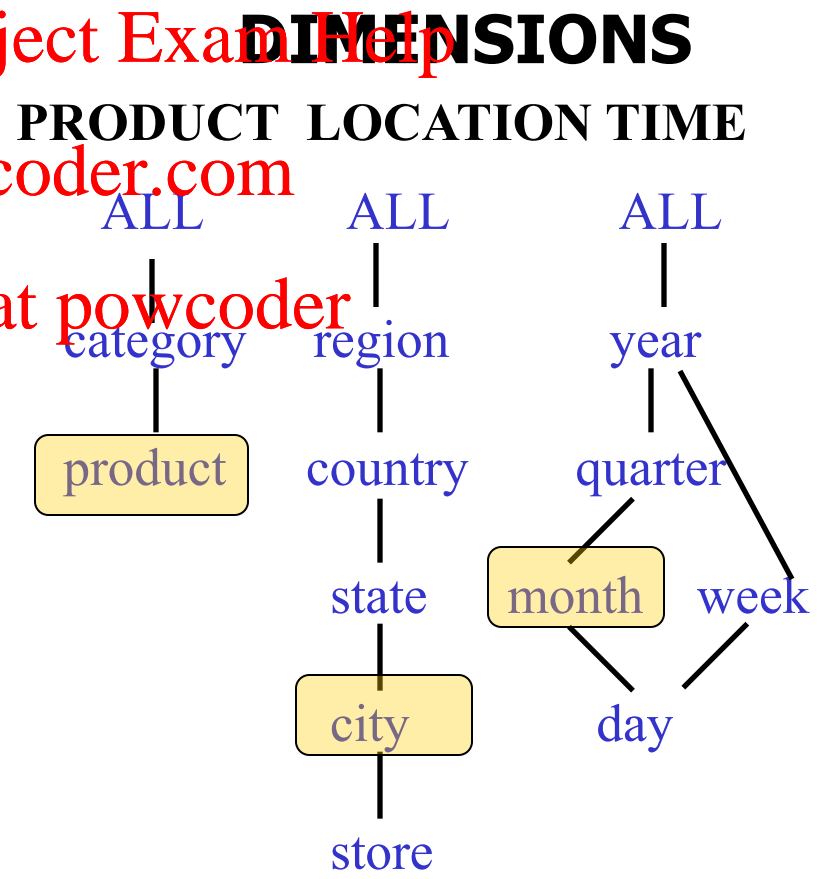 ject Exam Help
DIMENSIONS
PRODUCT LOCATION TIME
coder.com
ALL ALL ALL
at powcoder
category region year
product country quarter
state month week
city day
store